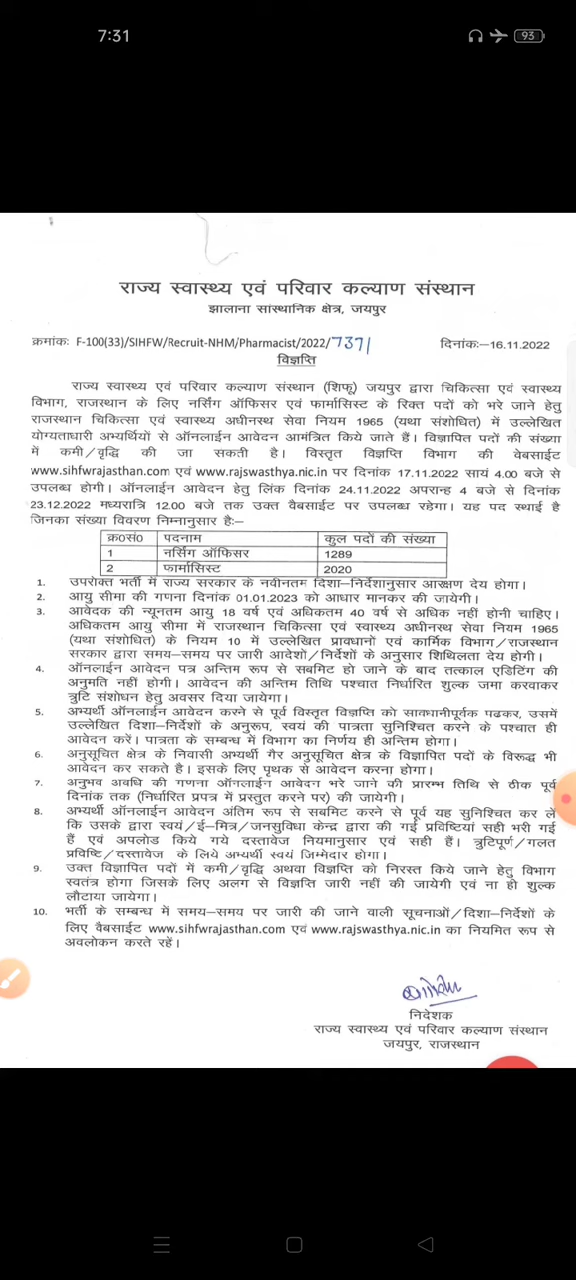 7:31
93
राज्य स्वास्थ्य एवं परिवार कल्याण संस्थान
झालाना सांस्थानिक क्षेत्र, जयपुर
क्रमांकः F-100(33)/SIHFW/Recruit-NHM/Pharmacist/2022/7371 दिनांकः-16.11.2022
विज्ञप्ति
राज्य स्वास्थ्य एवं परिवार कल्याण संस्थान (शिफू) जयपुर द्वारा चिकित्सा एवं स्वास्थ्य
विभाग, राजस्थान के लिए नर्सिंग ऑफिसर एवं फार्मासिस्ट के रिक्त पदों को भरे जाने हेतु
राजस्थान चिकित्सा एवं स्वास्थ्य अधीनस्थ सेवा नियम 1965 (यथा संशोधित) में उल्लेखित
योग्यताधारी अभ्यर्थियों से ऑनलाईन आवेदन आमंत्रित किये जाते हैं। विज्ञापित पदों की संख्या
में कमी/वृद्धि की जा सकती है। विस्तृत विज्ञप्ति विभाग की वेबसाईट
www.sihfwrajasthan.com एवं www.rajswasthya.nic.in पर दिनांक 17.11.2022 सायं 4.00 बजे से
उपलब्ध होगी। ऑनलाईन आवेदन हेतु लिंक दिनांक 24.11.2022 अपरान्ह 4 बजे से दिनांक
23.12.2022 मध्यरात्रि 12.00 बजे तक उक्त वैबसाईट पर उपलब्ध रहेगा। यह पद स्थाई है
जिनका संख्या विवरण निम्नानुसार हैः-
क्र०सं० पदनाम कुल पदों की संख्या
1 नर्सिंग ऑफिसर 1289
2 फार्मासिस्ट 2020
1. उपरोक्त भर्ती में राज्य सरकार के नवीनतम दिशा-निर्देशानुसार आरक्षण देय होगा।
2. आयु सीमा की गणना दिनांक 01.01.2023 को आधार मानकर की जायेगी।
3. आवेदक की न्यूनतम आयु 18 वर्ष एवं अधिकतम 40 वर्ष से अधिक नहीं होनी चाहिए।
अधिकतम आयु सीमा में राजस्थान चिकित्सा एवं स्वास्थ्य अधीनस्थ सेवा नियम 1965
(यथा संशोधित) के नियम 10 में उल्लेखित प्रावधानों एवं कार्मिक विभाग/राजस्थान
सरकार द्वारा समय-समय पर जारी आदेशों/निर्देशों के अनुसार शिथिलता देय होगी।
4. ऑनलाईन आवेदन पत्र अन्तिम रूप से सबमिट हो जाने के बाद तत्काल एडिटिंग की
अनुमति नहीं होगी। आवेदन की अन्तिम तिथि पश्चात निर्धारित शुल्क जमा करवाकर
त्रुटि संशोधन हेतु अवसर दिया जायेगा।
5. अभ्यर्थी ऑनलाईन आवेदन करने से पूर्व विस्तृत विज्ञप्ति को सावधानीपूर्तक पढकर, उसमें
उल्लेखित दिशा-निर्देशों के अनुरूप, स्वयं की पात्रता सुनिश्चित करने के पश्चात ही
आवेदन करें। पात्रता के सम्बन्ध में विभाग का निर्णय ही अन्तिम होगा।
6. अनुसूचित क्षेत्र के निवासी अभ्यर्थी गैर अनुसूचित क्षेत्र के विज्ञापित पदों के विरूद्ध भी
आवेदन कर सकते है। इसके लिए पृथक से आवेदन करना होगा।
7. अनुभव अवधि की गणना ऑनलाईन आवेदन भरे जाने की प्रारम्भ तिथि से ठीक पूर्व
दिनांक तक (निर्धारित प्रपत्र में प्रस्तुत करने पर) की जायेगी।
8. अभ्यर्थी ऑनलाईन आवेदन अंतिम रूप से सबमिट करने से पूर्व यह सुनिश्चित कर लें
कि उसके द्वारा स्वयं/ई-मित्र/जनसुविधा केन्द्र द्वारा की गई प्रविष्टियां सही भरी गई
हैं एवं अपलोड किये गये दस्तावेज नियमानुसार एवं सही हैं। त्रुटिपूर्ण/गलत
प्रविष्टि/दस्तावेज के लिये अभ्यर्थी स्वयं जिम्मेदार होगा।
9. उक्त विज्ञापित पदों में कमी/वृद्धि अथवा विज्ञप्ति को निरस्त किये जाने हेतु विभाग
स्वतंत्र होगा जिसके लिए अलग से विज्ञप्ति जारी नहीं की जायेगी एवं ना हो शुल्क
लौटाया जायेगा।
10. भर्ती के सम्बन्ध में समय-समय पर जारी की जाने वाली सूचनाओं/दिशा-निर्देशों के
लिए वैबसाईट www.sihfwrajasthan.com एवं www.rajswasthya.nic.in का नियमित रूप से
अवलोकन करते रहें।
निदेशक
राज्य स्वास्थ्य एवं परिवार कल्याण संस्थान
जयपुर, राजस्थान